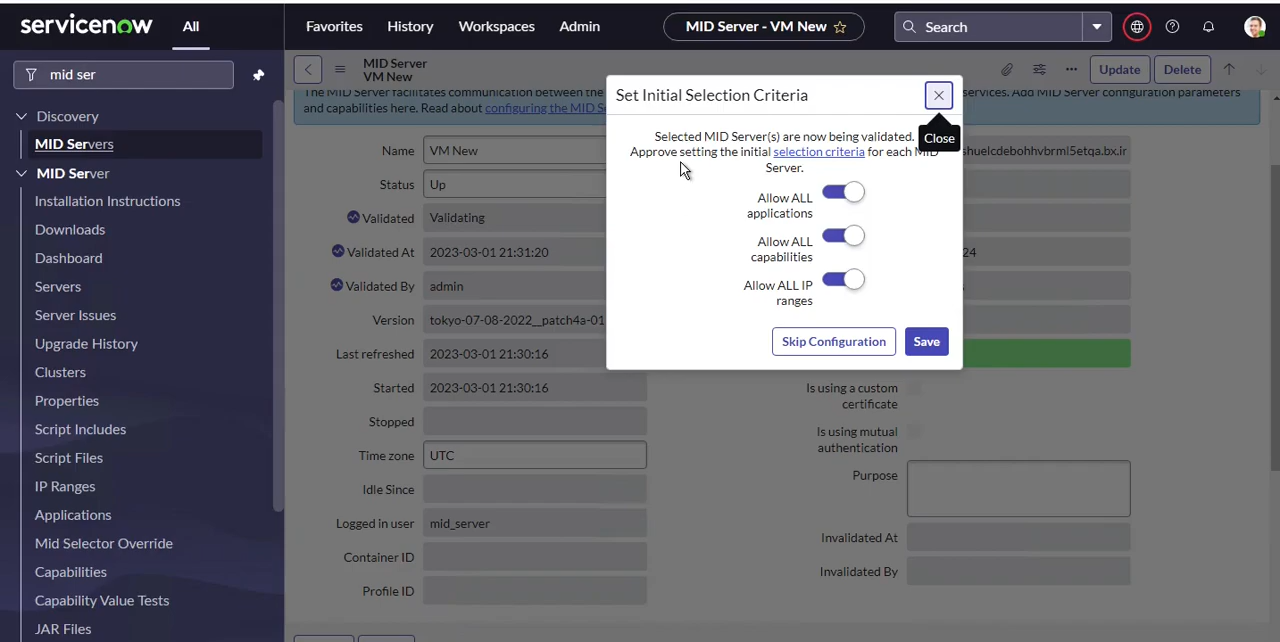 servicenow
All
Favorites
History
Workspaces
Admin
MID Server - VM New
Search
mid ser
Discovery
MID Servers
MID Server
Installation Instructions
Downloads
Dashboard
Servers
Server Issues
Upgrade History
Clusters
Properties
Script Includes
Script Files
IP Ranges
Applications
Mid Selector Override
Capabilities
Capability Value Tests
JAR Files
MID Server
VM New
Update
Delete
The MID Server facilitates communication between the
services. Add MID Server configuration parameters
and capabilities here. Read about configuring the MID S
Name VM New
Status Up
Validated Validating
Validated At 2023-03-01 21:31:20
Validated By admin
Version tokyo-07-08-2022__patch4a-01
Last refreshed 2023-03-01 21:30:16
Started 2023-03-01 21:30:16
Stopped
Time zone UTC
Idle Since
Logged in user mid_server
Container ID
Profile ID
24
Is using a custom
certificate
Is using mutual
authentication
Purpose
Invalidated At
Invalidated By
Set Initial Selection Criteria
Close
Selected MID Server(s) are now being validated.
Approve setting the initial selection criteria for each MID
Server.
Allow ALL
applications
Allow ALL
capabilities
Allow ALL IP
ranges
Skip Configuration
Save